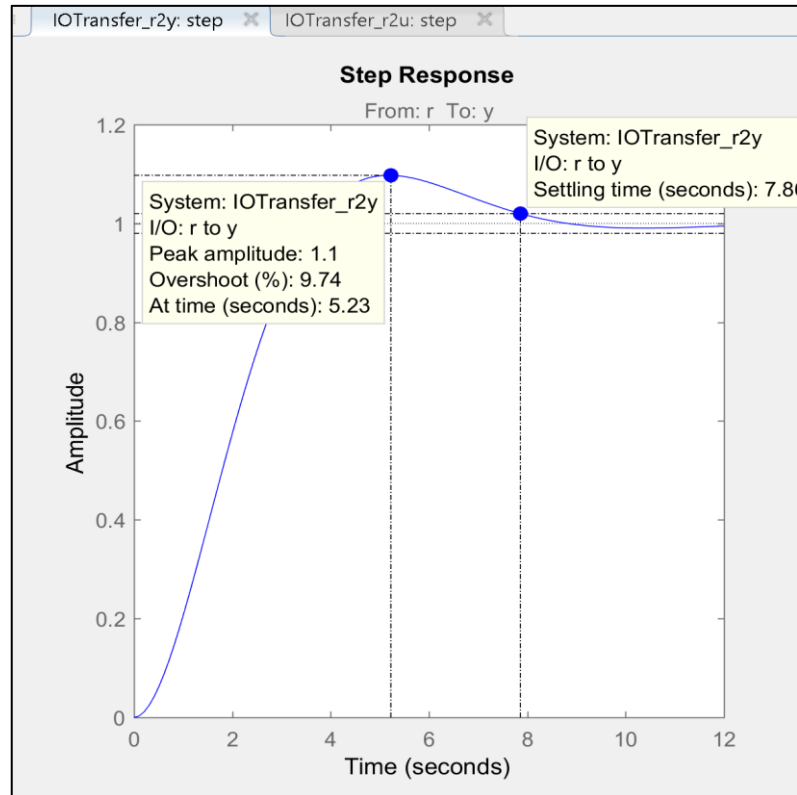 IOTransfer_r2y: step
IOTransfer_r2u: step
Step Response
From: r To: y
System: IOTransfer_r2y
I/O: r to y
Settling time (seconds): 7.86
System: IOTransfer_r2y
I/O: r to y
Peak amplitude: 1.1
Overshoot (%): 9.74
At time (seconds): 5.23
Amplitude
1.2
1
0.8
0.6
0.4
0.2
0
0 2 4 6 8 10 12
Time (seconds)